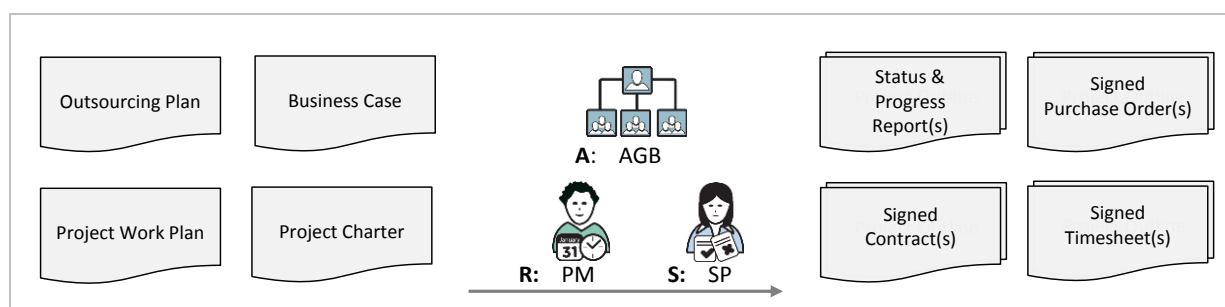 Outsourcing Plan
Business Case
Project Work Plan
Project Charter
A: AGB
January
31
R: PM
S: SP
Status &
Progress
Report(s)
Signed
Purchase Order(s)
Signed
Contract(s)
Signed
Timesheet(s)